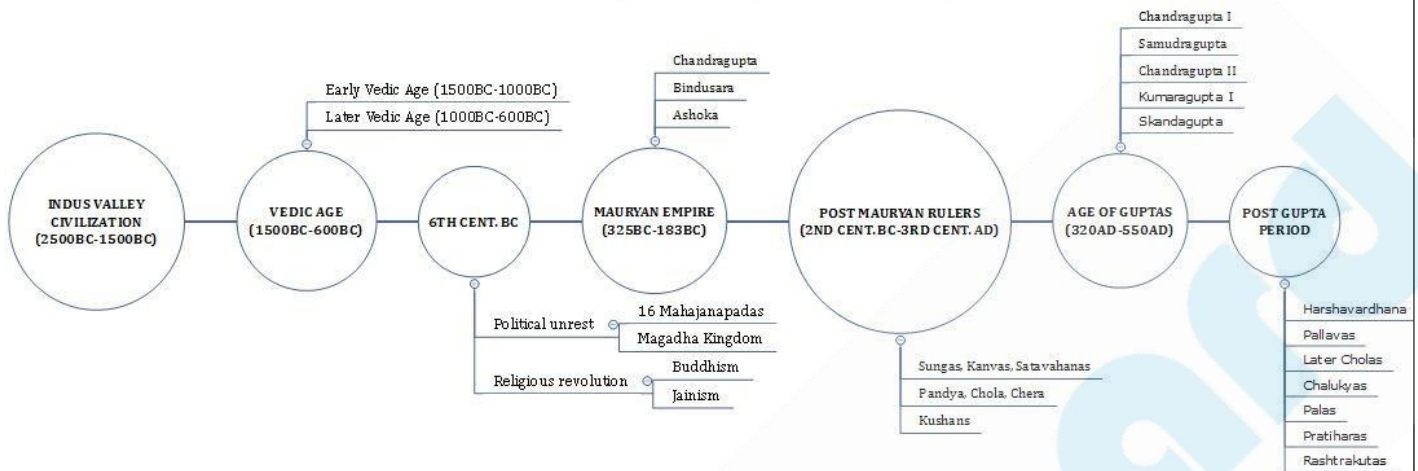 INDUS VALLEY
CIVILIZATION
(2500BC-1500BC)
Early Vedic Age (1500BC-1000BC)
Later Vedic Age (1000BC-600BC)
VEDIC AGE
(1500BC-600BC)
6TH CENT. BC
Political unrest
16 Mahajanapadas
Magadha Kingdom
Religious revolution
Buddhism
Jainism
Chandragupta
Bindusara
Ashoka
MAURYAN EMPIRE
(325BC-183BC)
POST MAURYAN RULERS
(2ND CENT. BC-3RD CENT. AD)
Sungas, Kanvas, Satavahanas
Pandya, Chola, Chera
Kushans
Chandragupta I
Samudragupta
Chandragupta II
Kumaragupta I
Skandagupta
AGE OF GUPTAS
(320AD-550AD)
POST GUPTA
PERIOD
Harshavardhana
Pallavas
Later Cholas
Chalukyas
Palas
Pratiharas
Rashtrakutas